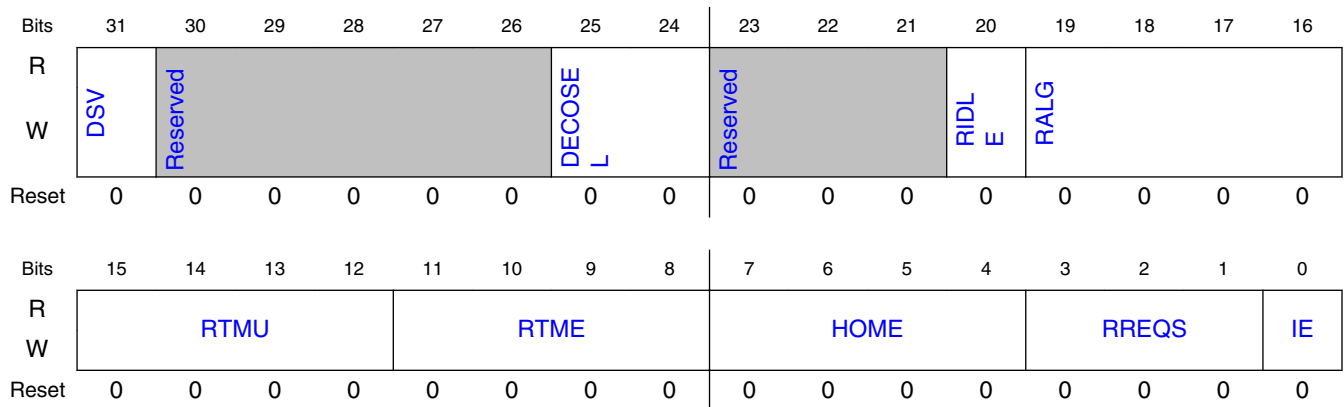 Bits 31 30 29 28 27 26 25 24 23 22 21 20 19 18 17 16
R
W
DSV
Reserved
DECOSE
L
Reserved
RIDL
E
RALG
Reset 0 0 0 0 0 0 0 0 0 0 0 0 0 0 0 0
Bits 15 14 13 12 11 10 9 8 7 6 5 4 3 2 1 0
R
W
RTMU RTME HOME RREQS IE
Reset 0 0 0 0 0 0 0 0 0 0 0 0 0 0 0 0